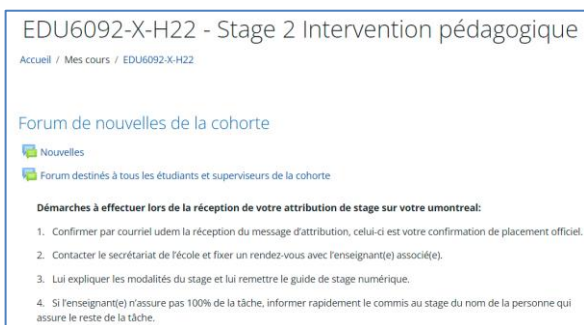 EDU6092-X-H22 - Stage 2 Intervention pédagogique
Accueil / Mes cours / EDU6092-X-H22
Forum de nouvelles de la cohorte
Nouvelles
Forum destinés à tous les étudiants et superviseurs de la cohorte
Démarches à effectuer lors de la réception de votre attribution de stage sur votre umontreal:
1. Confirmer par courriel udem la réception du message d'attribution, celui-ci est votre confirmation de placement officiel.
2. Contacter le secrétariat de l'école et fixer un rendez-vous avec l'enseignant(e) associé(e).
3. Lui expliquer les modalités du stage et lui remettre le guide de stage numérique.
4. Si l'enseignant(e) n'assure pas 100% de la tâche, informer rapidement le commis au stage du nom de la personne qui
assure le reste de la tâche.